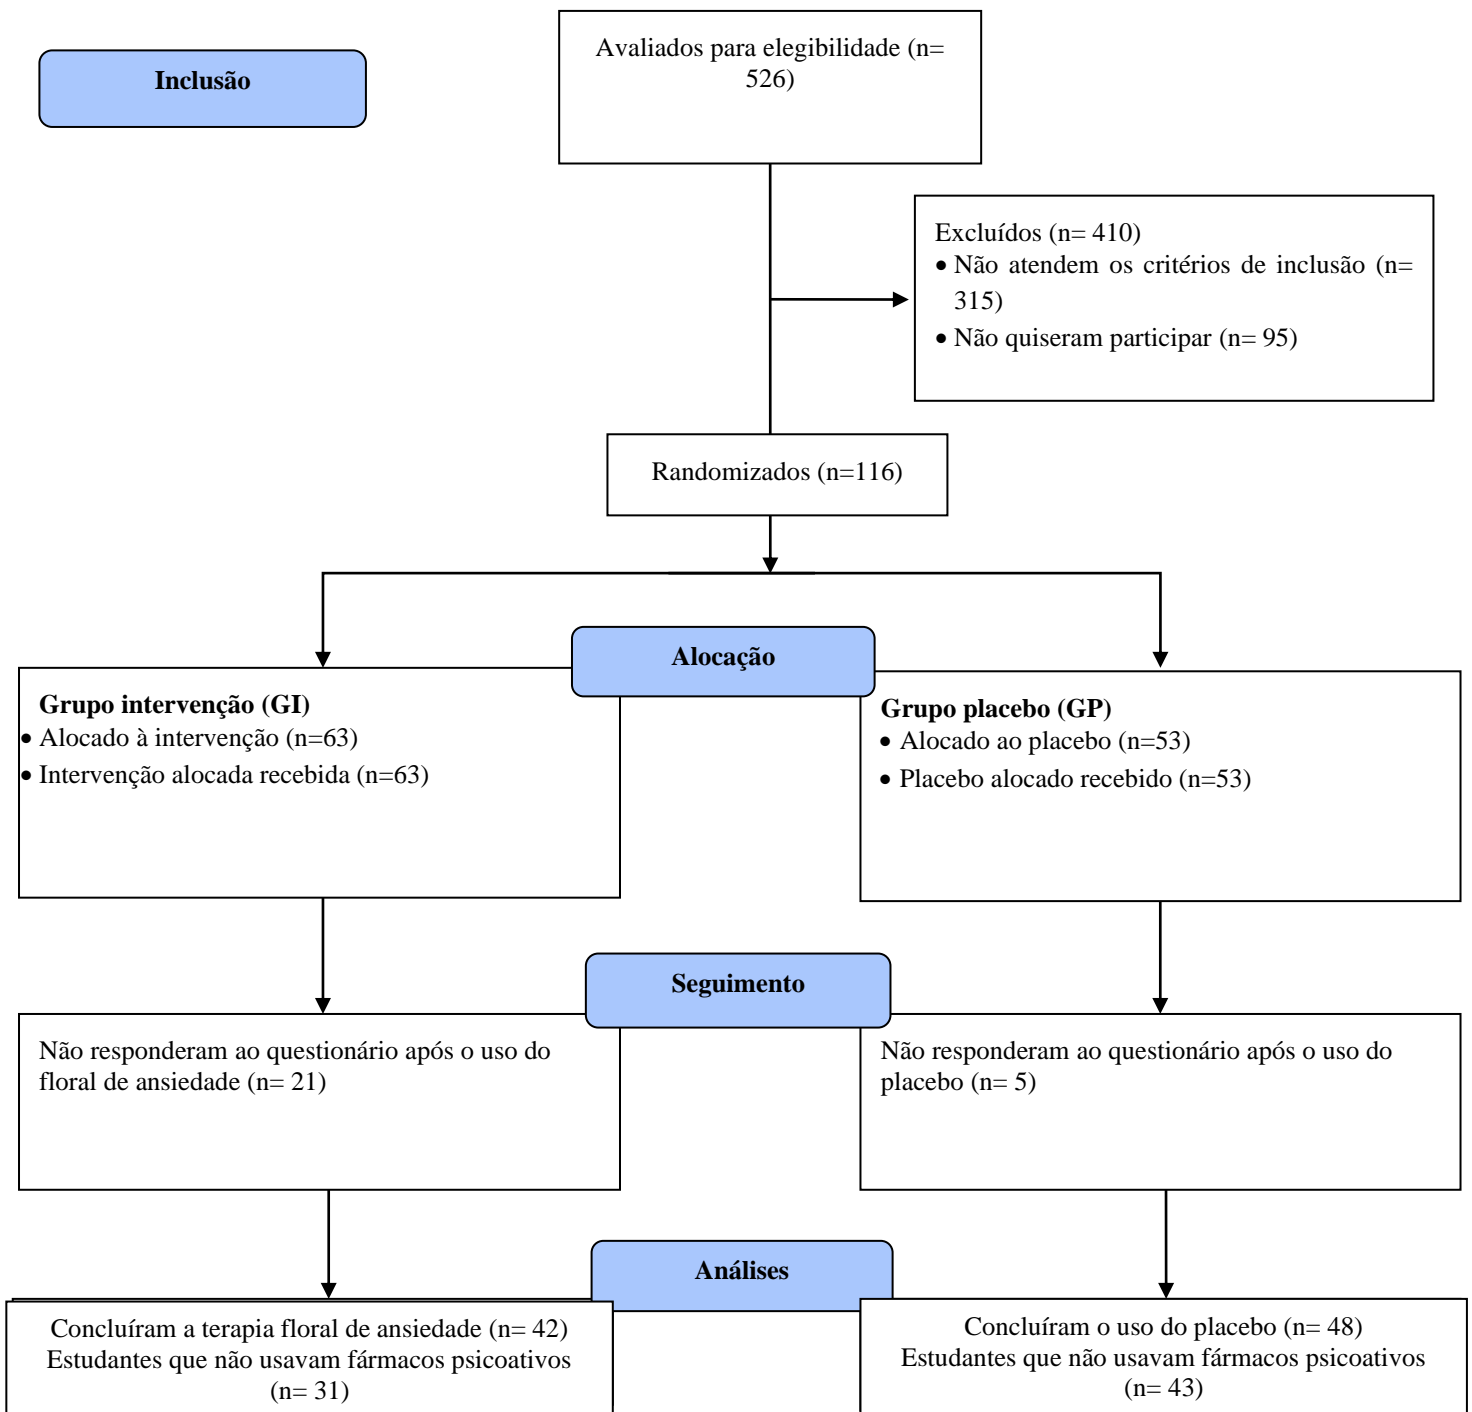 Inclusão
Avaliados para elegibilidade (n=
526)
Excluídos (n= 410)
• Não atendem os critérios de inclusão (n=
315)
• Não quiseram participar (n= 95)
Randomizados (n=116)
Alocação
Grupo intervenção (GI)
• Alocado à intervenção (n=63)
• Intervenção alocada recebida (n=63)
Grupo placebo (GP)
• Alocado ao placebo (n=53)
• Placebo alocado recebido (n=53)
Seguimento
Não responderam ao questionário após o uso do
floral de ansiedade (n= 21)
Não responderam ao questionário após o uso do
placebo (n= 5)
Análises
Concluíram a terapia floral de ansiedade (n= 42)
Estudantes que não usavam fármacos psicoativos
(n= 31)
Concluíram o uso do placebo (n= 48)
Estudantes que não usavam fármacos psicoativos
(n= 43)